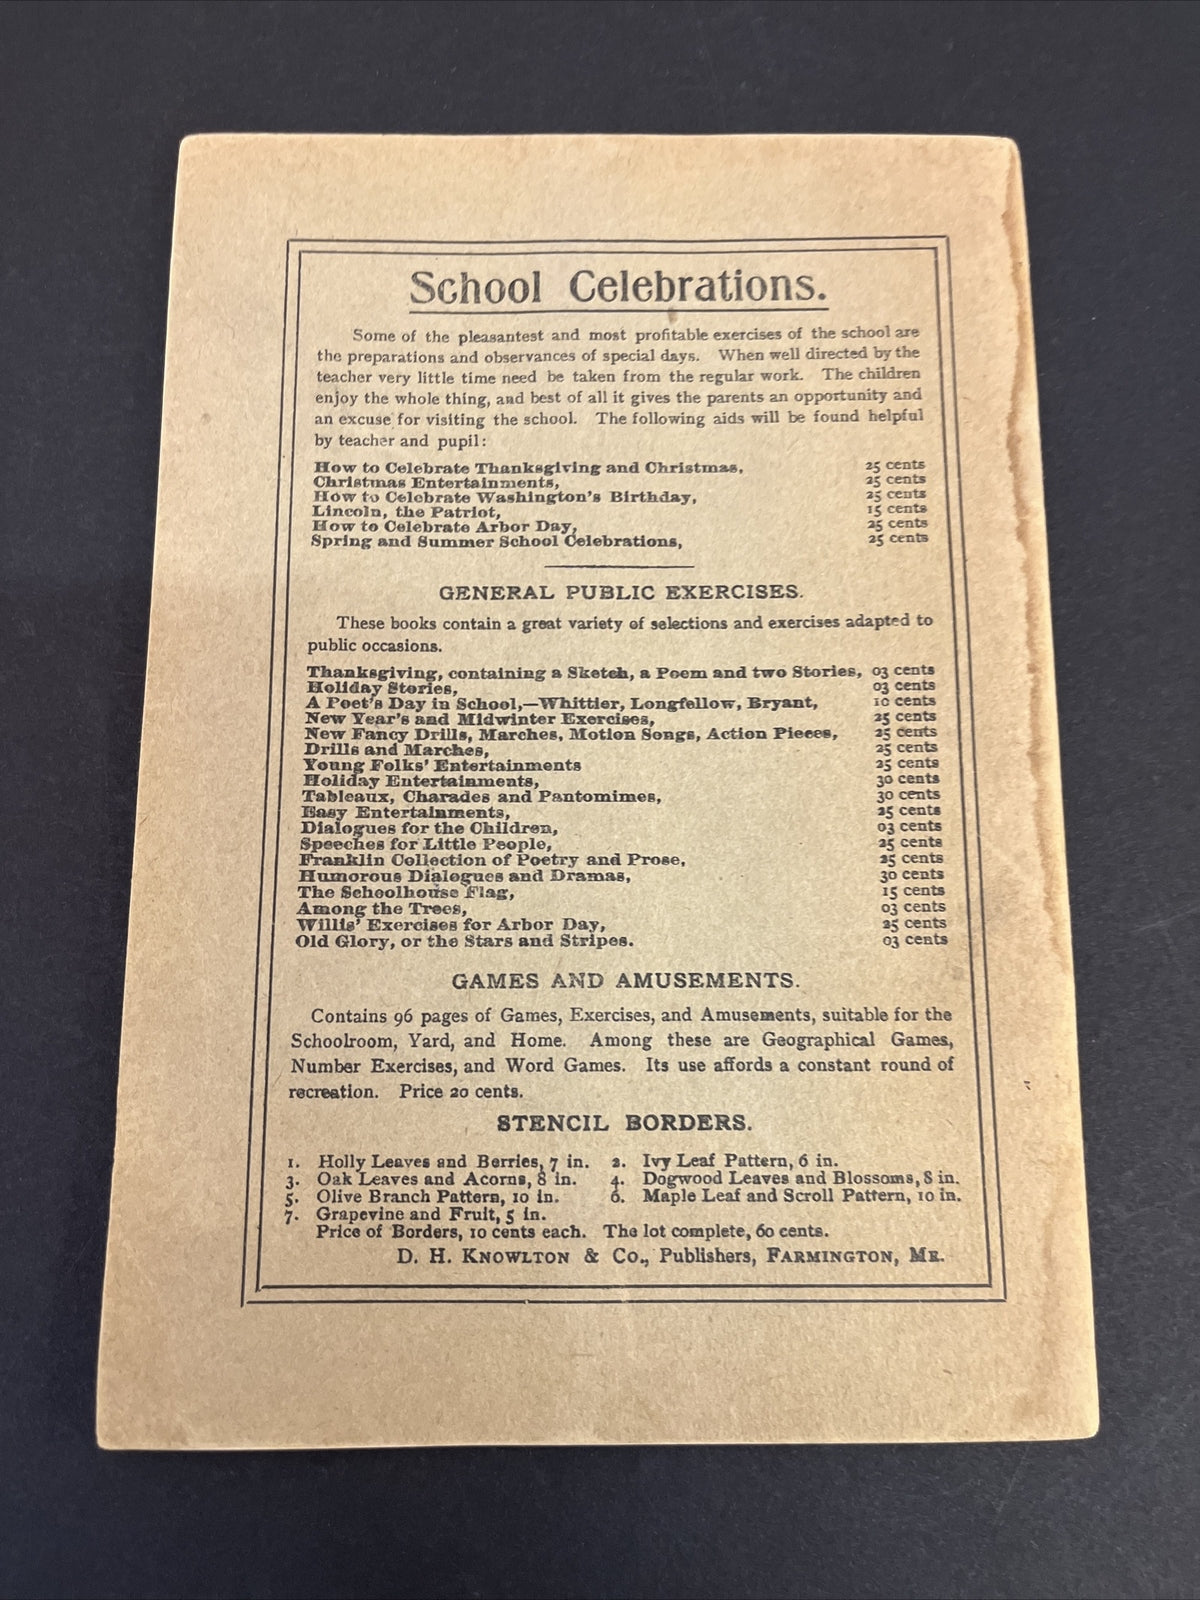 School Celebrations.
Some of the pleasantest and most profitable exercises of the school are
the preparations and observances of special days. When well directed by the
teacher very little time need be taken from the regular work. The children
enjoy the whole thing, and best of all it gives the parents an opportunity and
an excuse for visiting the school. The following aids will be found helpful
by teacher and pupil:
How to Celebrate Thanksgiving and Christmas, 25 cents
Christmas Entertainments, 25 cents
How to Celebrate Washington's Birthday, 25 cents
Lincoln, the Patriot, 15 cents
How to Celebrate Arbor Day, 25 cents
Spring and Summer School Celebrations, 25 cents
GENERAL PUBLIC EXERCISES.
These books contain a great variety of selections and exercises adapted to
public occasions.
Thanksgiving, containing a Sketch, a Poem and two Stories, 03 cents
Holiday Stories, 03 cents
A Poet's Day in School,—Whittier, Longfellow, Bryant, 10 cents
New Year's and Midwinter Exercises, 25 cents
New Fancy Drills, Marches, Motion Songs, Action Pieces, 25 cents
Drills and Marches, 25 cents
Young Folks' Entertainments 25 cents
Holiday Entertainments, 30 cents
Tableaux, Charades and Pantomimes, 30 cents
Easy Entertainments, 25 cents
Dialogues for the Children, 03 cents
Speeches for Little People, 25 cents
Franklin Collection of Poetry and Prose, 25 cents
Humorous Dialogues and Dramas, 30 cents
The Schoolhouse Flag, 15 cents
Among the Trees, 03 cents
Willis' Exercises for Arbor Day, 25 cents
Old Glory, or the Stars and Stripes. 03 cents
GAMES AND AMUSEMENTS.
Contains 96 pages of Games, Exercises, and Amusements, suitable for the
Schoolroom, Yard, and Home. Among these are Geographical Games,
Number Exercises, and Word Games. Its use affords a constant round of
recreation. Price 20 cents.
STENCIL BORDERS.
1. Holly Leaves and Berries, 7 in. 2. Ivy Leaf Pattern, 6 in.
3. Oak Leaves and Acorns, 8 in. 4. Dogwood Leaves and Blossoms, 8 in.
5. Olive Branch Pattern, 10 in. 6. Maple Leaf and Scroll Pattern, 10 in.
7. Grapevine and Fruit, 5 in.
Price of Borders, 10 cents each. The lot complete, 60 cents.
D. H. KNOWLTON & Co., Publishers, FARMINGTON, ME.